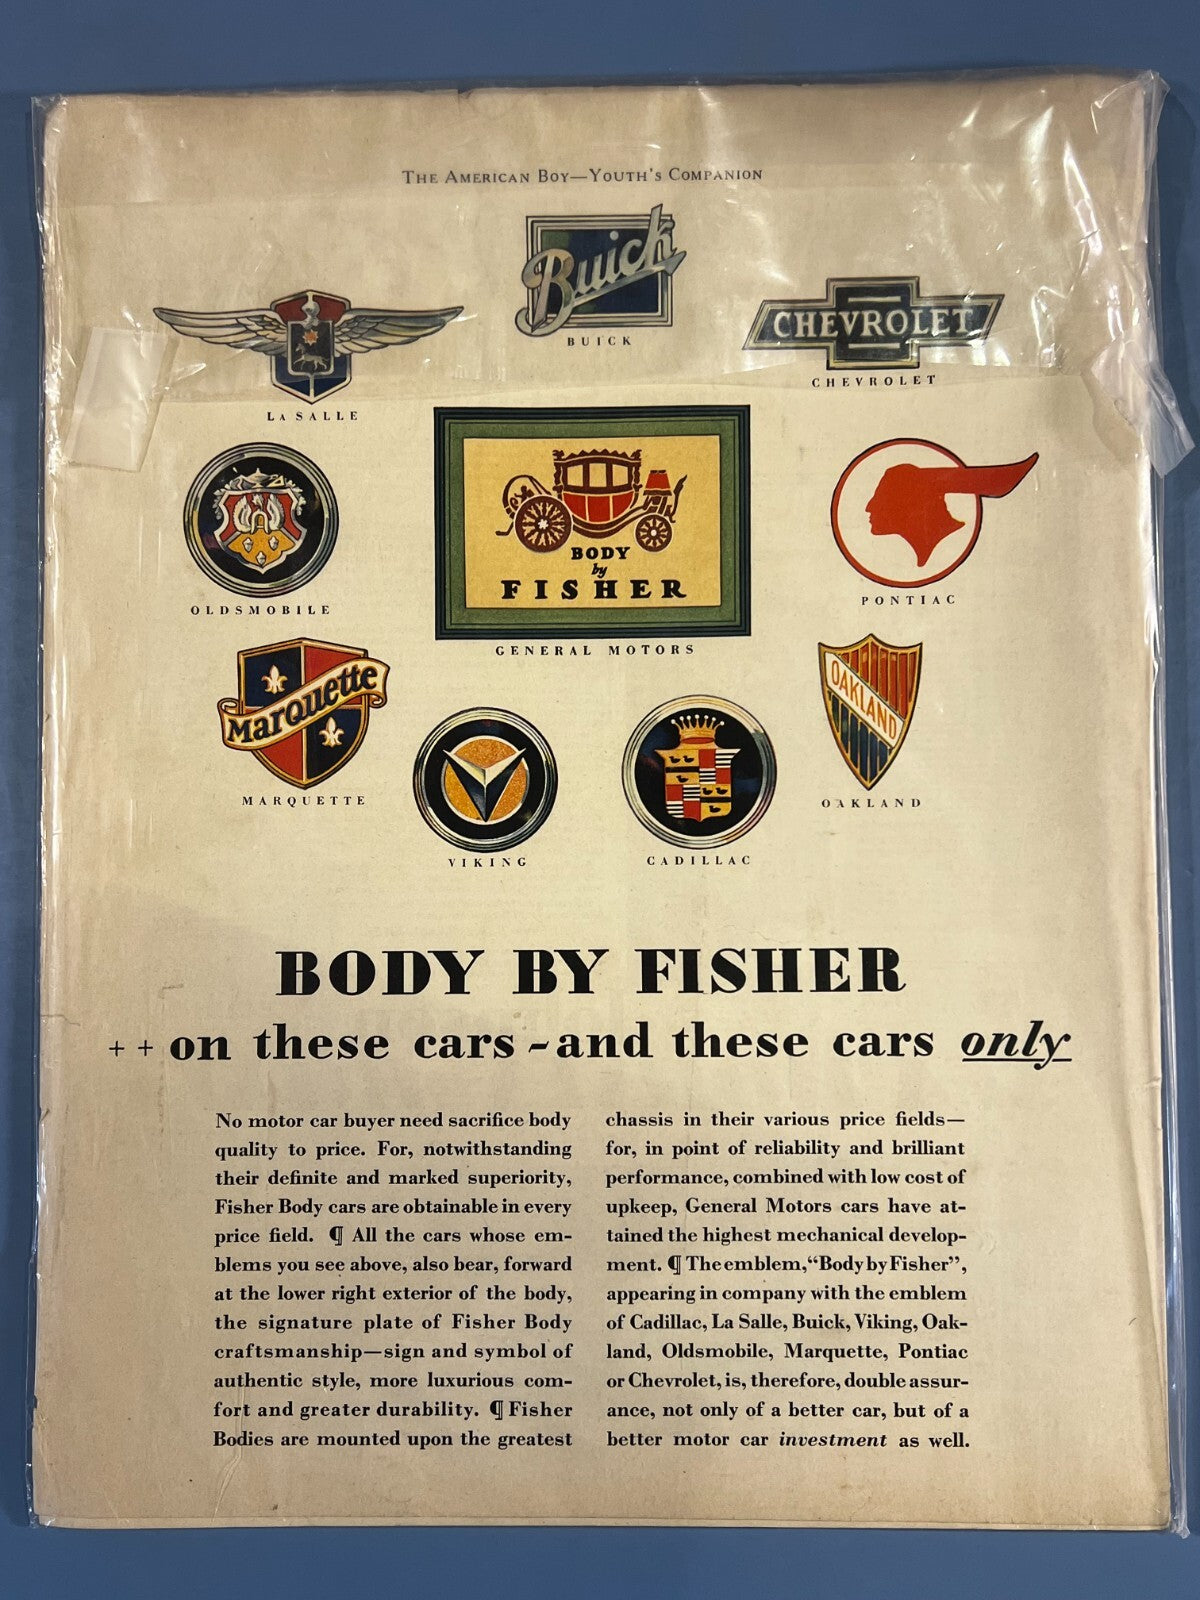 THE AMERICAN BOY—YOUTH'S COMPANION
Buick
BUICK
CHEVROLET
CHEVROLET
LA SALLE
BODY
by
FISHER
GENERAL MOTORS
OLDSMOBILE
PONTIAC
Marquette
MARQUETTE
OAKLAND
OAKLAND
VIKING
CADILLAC
BODY BY FISHER
++ on these cars - and these cars only
No motor car buyer need sacrifice body
quality to price. For, notwithstanding
their definite and marked superiority,
Fisher Body cars are obtainable in every
price field. ¶ All the cars whose em-
blems you see above, also bear, forward
at the lower right exterior of the body,
the signature plate of Fisher Body
craftsmanship—sign and symbol of
authentic style, more luxurious com-
fort and greater durability. ¶ Fisher
Bodies are mounted upon the greatest
chassis in their various price fields—
for, in point of reliability and brilliant
performance, combined with low cost of
upkeep, General Motors cars have at-
tained the highest mechanical develop-
ment. ¶ The emblem, “Body by Fisher”,
appearing in company with the emblem
of Cadillac, La Salle, Buick, Viking, Oak-
land, Oldsmobile, Marquette, Pontiac
or Chevrolet, is, therefore, double assur-
ance, not only of a better car, but of a
better motor car investment as well.